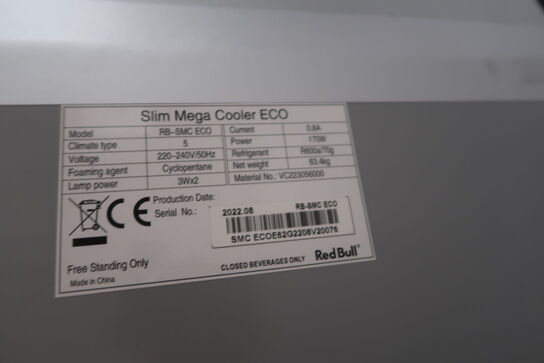 Slim Mega Cooler ECO
Model RB-SMC ECO Current 0.8A
Climate type 5 Power 170W
Voltage 220-240V/50Hz Refrigerant R600a/70g
Foaming agent Cyclopentane Net weight 63.4kg
Lamp power 3Wx2 Material No.: VC223056000
CE
Production Date: 2022.08 RB-SMC ECO
Serial No.:
SMC ECOE62G2208V20076
Free Standing Only
Made in China
CLOSED BEVERAGES ONLY Red Bull